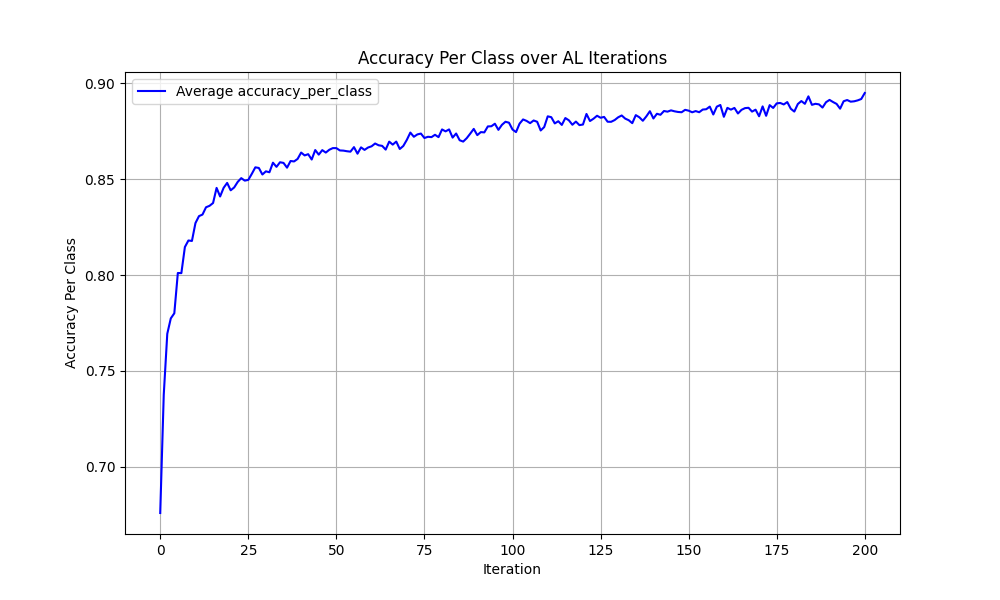 Accuracy Per Class over AL Iterations
Average accuracy_per_class
Accuracy Per Class
0.90
0.85
0.80
0.75
0.70
0 25 50 75 100 125 150 175 200
Iteration